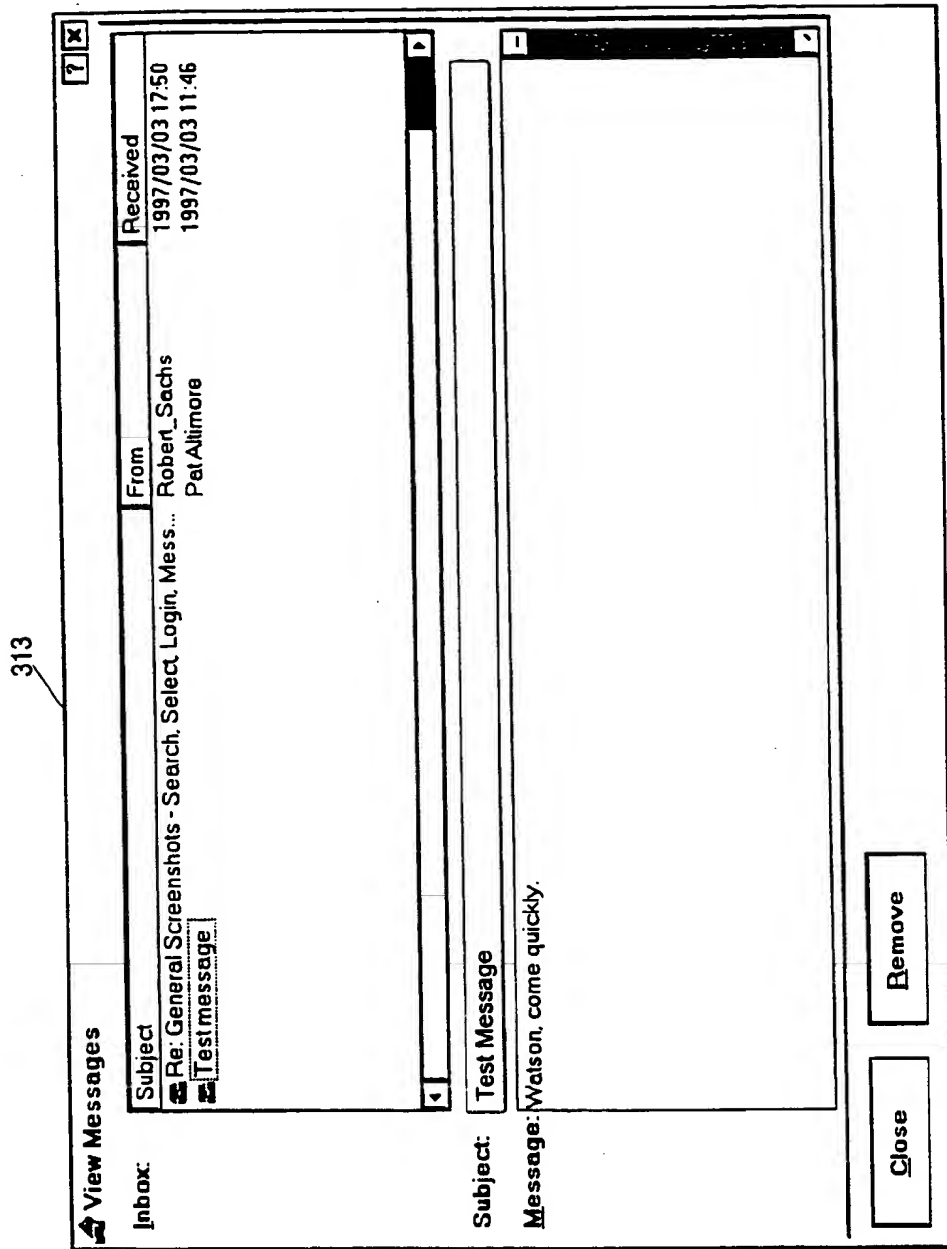 313
View Messages ? x
Inbox:
Subject From Received
Re: General Screenshots - Search, Select, Login, Mess... Robert_Sachs 1997/03/03 17:50
Test message Pat Altimore 1997/03/03 11:46
Subject: Test Message
Message: Watson, come quickly.
Close Remove